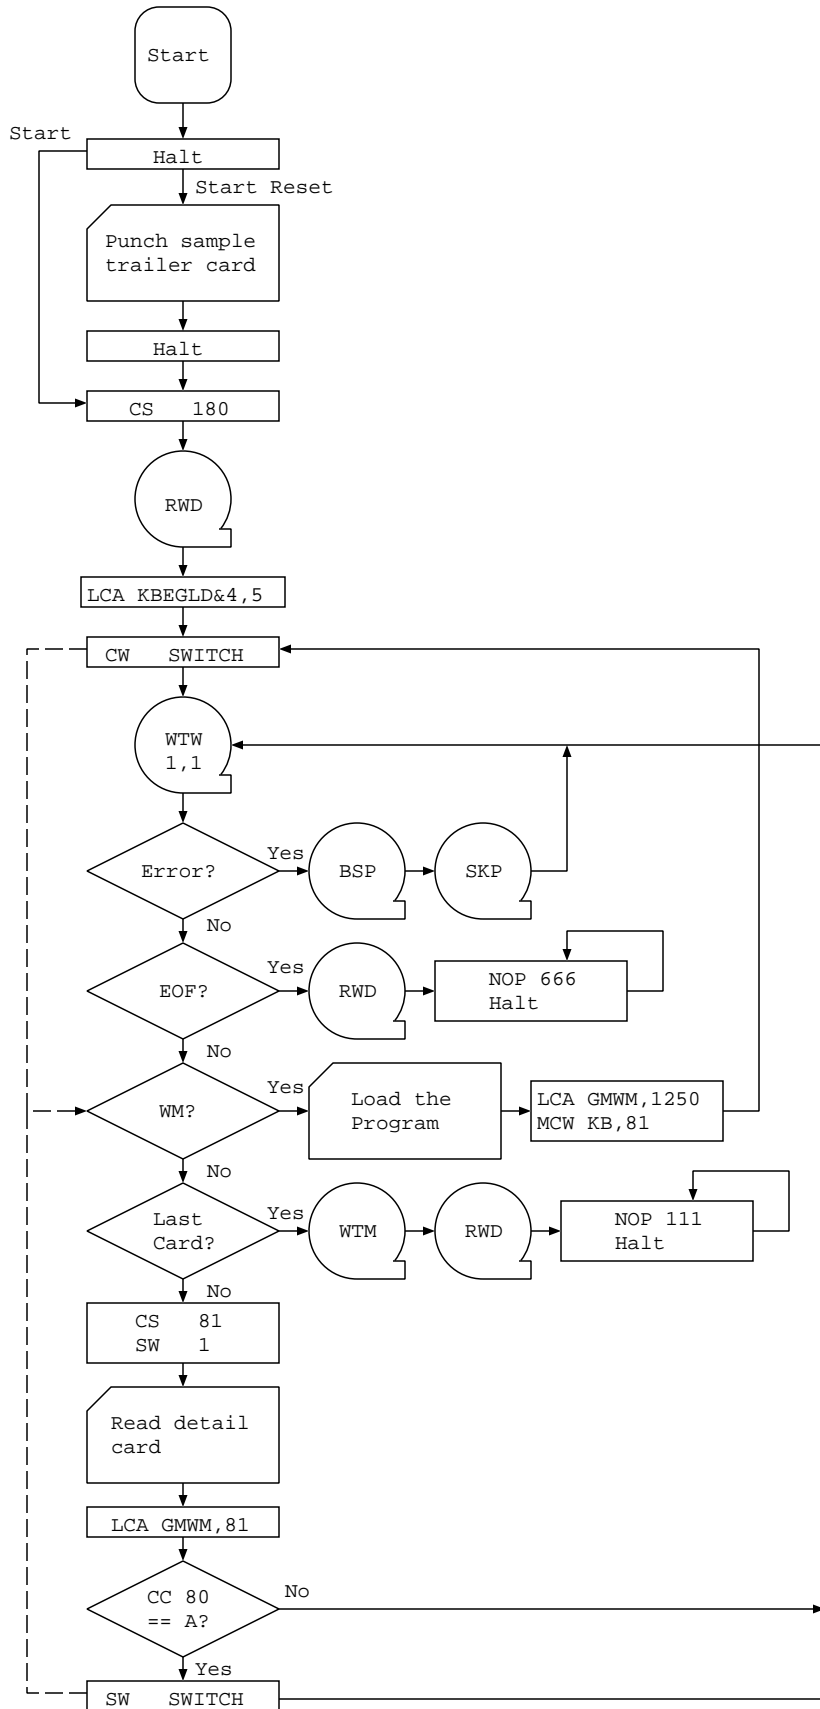 Start
Start
Halt
Start Reset
Punch sample
trailer card
Halt
CS 180
RWD
LCA KBEGLD&4,5
CW SWITCH
WTW
1,1
Error?
Yes
BSP
SKP
No
EOF?
Yes
RWD
NOP 666
Halt
No
WM?
Yes
Load the
Program
LCA GMWM,1250
MCW KB,81
No
Last
Card?
Yes
WTM
RWD
NOP 111
Halt
No
CS 81
SW 1
Read detail
card
LCA GMWM,81
CC 80
== A?
No
Yes
SW SWITCH